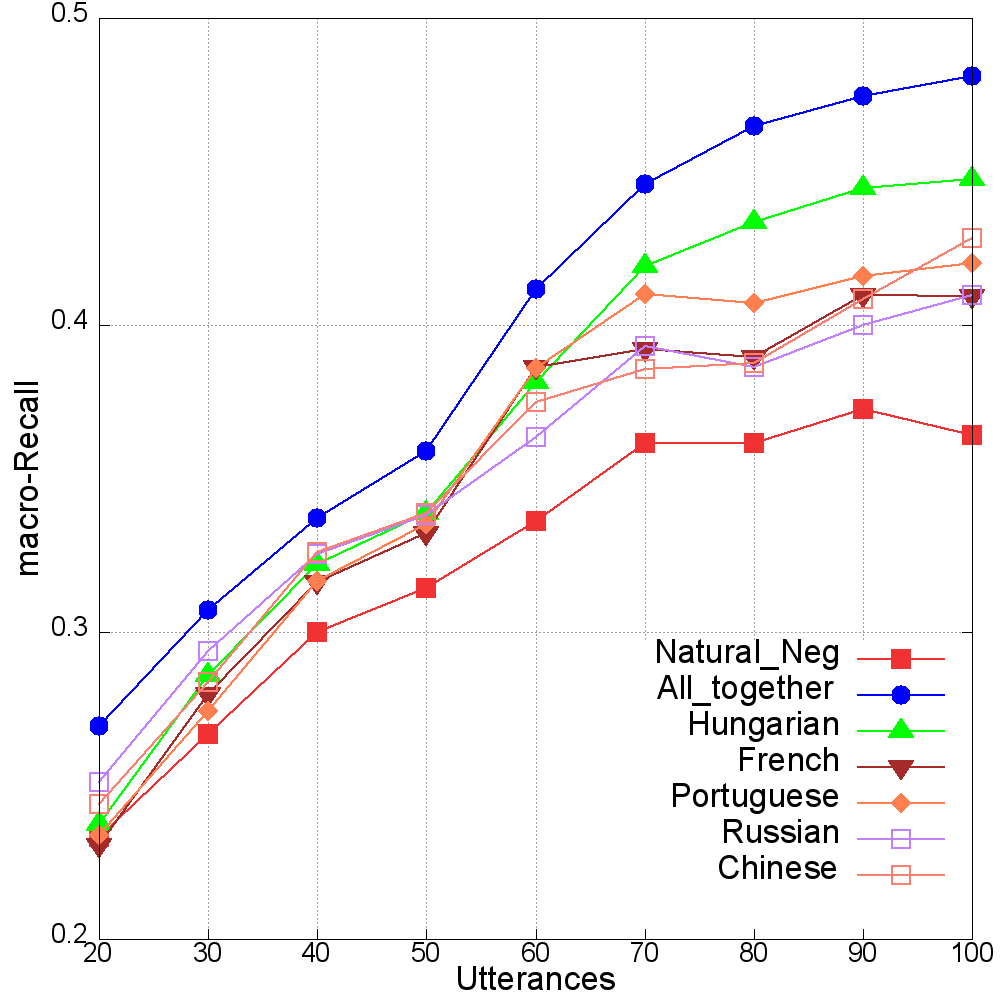 0.5
0.4
0.3
0.2
macro-Recall
Natural_Neg
All_together
Hungarian
French
Portuguese
Russian
Chinese
20 30 40 50 60 70 80 90 100
Utterances